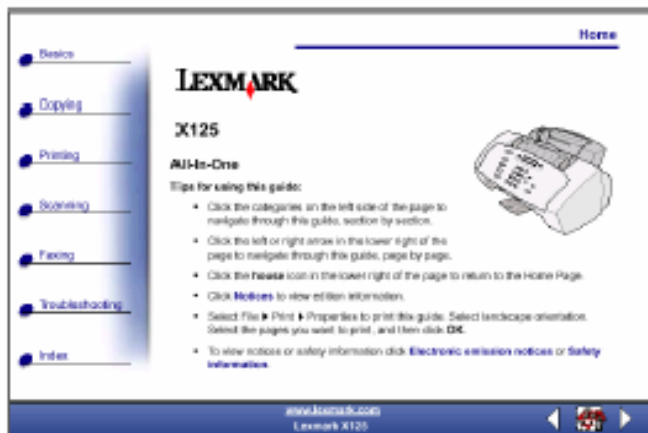 Home
Basics
Copying
Printing
Scanning
Faxing
Troubleshooting
Index
LEXMARK
X125
All-In-One
Tips for using this guide:
• Click the categories on the left side of the page to
navigate through this guide, section by section.
• Click the left or right arrow in the lower right of the
page to navigate through this guide, page by page.
• Click the house icon in the lower right of the page to return to the Home Page.
• Click Notices to view edition information.
• Select File ▶ Print ▶ Properties to print this guide. Select landscape orientation.
Select the pages you want to print, and then click OK.
• To view notices or safety information click Electronic emission notices or Safety
information.
www.lexmark.com
Lexmark X125